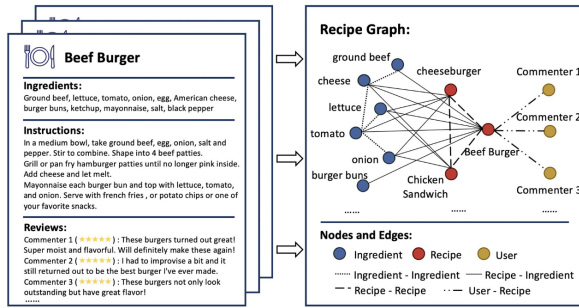 Beef Burger
Ingredients:
Ground beef, lettuce, tomato, onion, egg, American cheese,
burger buns, ketchup, mayonnaise, salt, black pepper
Instructions:
In a medium bowl, take ground beef, egg, onion, salt and
pepper. Stir to combine. Shape into 4 beef patties.
Grill or pan fry hamburger patties until no longer pink inside.
Add cheese and let melt.
Mayonnaise each burger bun and top with lettuce, tomato,
and onion. Serve with french fries , or potato chips or one of
your favorite snacks.
Reviews:
Commenter 1 ( ★★★★★ ) : These burgers turned out great!
Super moist and flavorful. Will definitely make these again!
Commenter 2 ( ★★★★★ ) : I had to improvise a bit and it
still returned out to be the best burger I've ever made.
Commenter 3 ( ★★★★★ ) : These burgers not only look
outstanding but have great flavor!
......
Recipe Graph:
ground beef
cheese
lettuce
tomato
onion
burger buns
......
cheeseburger
Beef Burger
Chicken
Sandwich
......
Commenter 1
Commenter 2
Commenter 3
......
Nodes and Edges:
Ingredient
Recipe
User
Ingredient - Ingredient
Recipe - Ingredient
Recipe - Recipe
User - Recipe